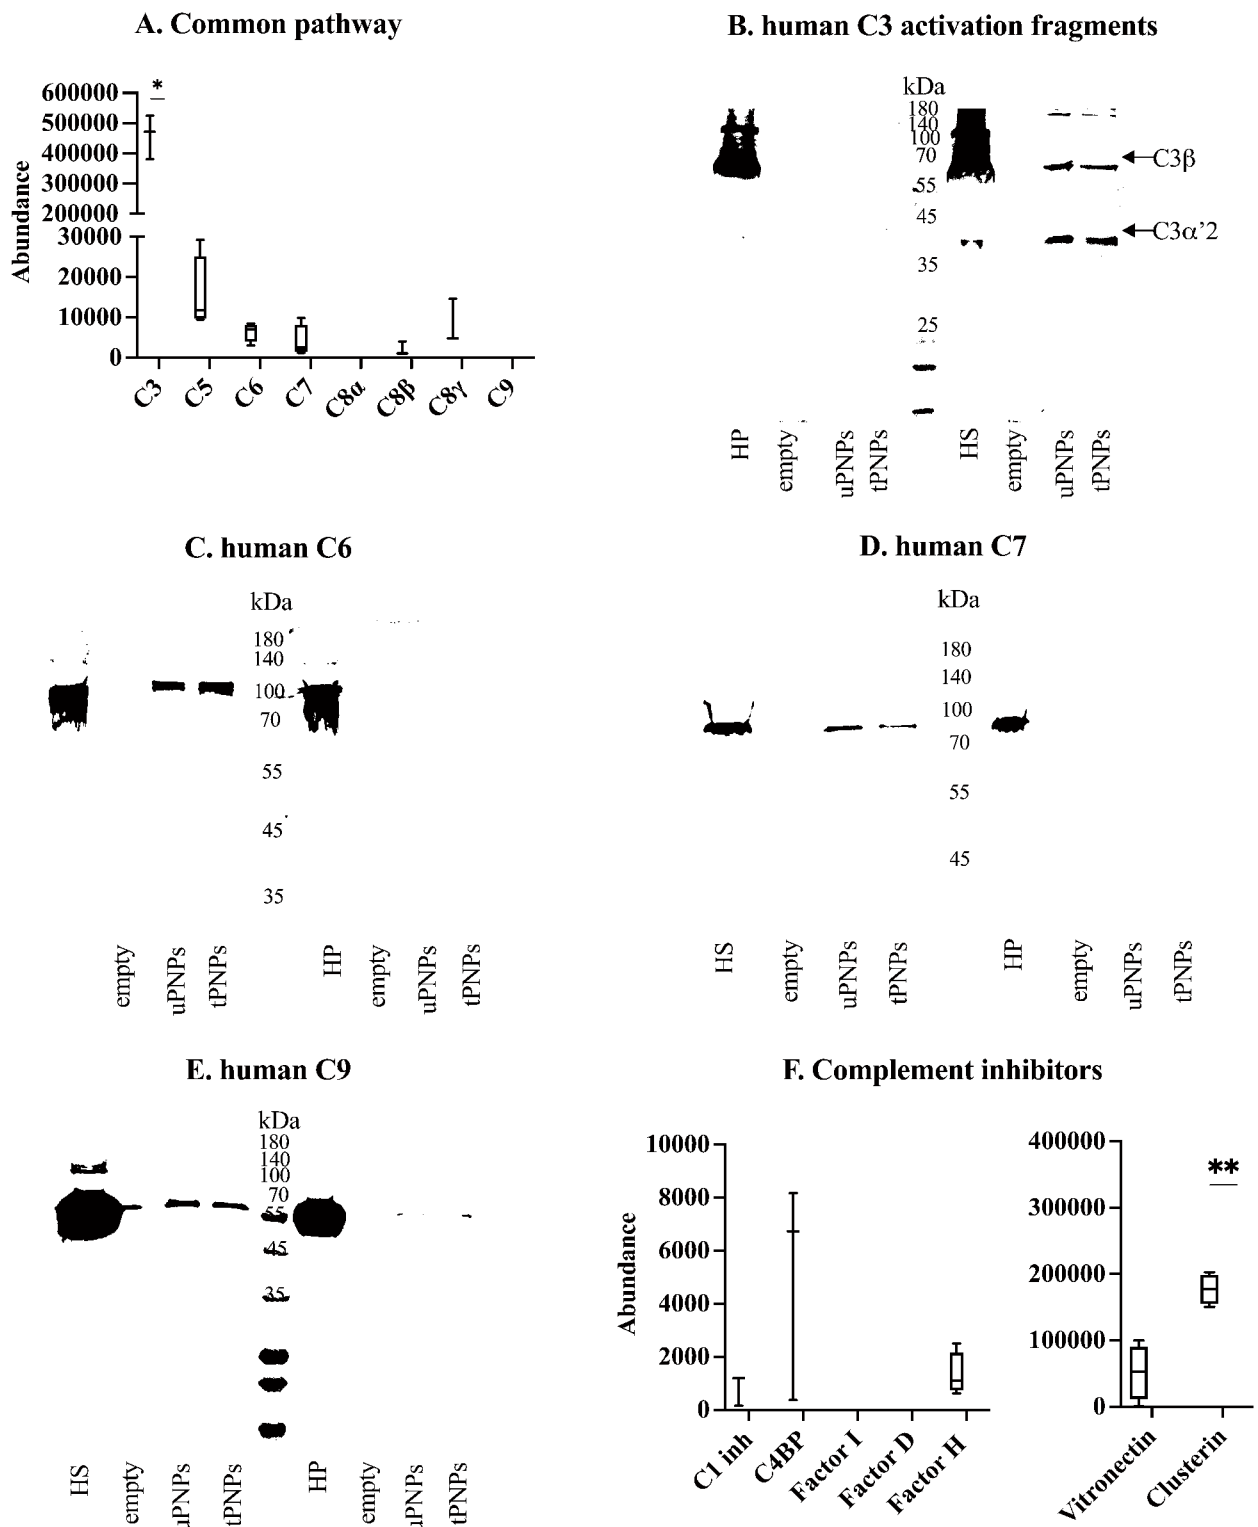 A. Common pathway
Abundance
600000
500000
400000
300000
200000
30000
20000
10000
0
*
C3
C5
C6
C7
C8α
C8β
C8γ
C9
B. human C3 activation fragments
kDa
180
140
100
70
55
45
35
25
C3β
C3α’2
HP
empty
uPNPs
tPNPs
HS
empty
uPNPs
tPNPs
C. human C6
kDa
180
140
100
70
55
45
35
empty
uPNPs
tPNPs
HP
empty
uPNPs
tPNPs
D. human C7
kDa
180
140
100
70
55
45
HS
empty
uPNPs
tPNPs
HP
empty
uPNPs
tPNPs
E. human C9
kDa
180
140
100
70
55
45
35
HS
empty
uPNPs
tPNPs
HP
empty
uPNPs
tPNPs
F. Complement inhibitors
Abundance
10000
8000
6000
4000
2000
0
C1 inh
C4BP
Factor I
Factor D
Factor H
400000
300000
200000
100000
0
**
Vitronectin
Clusterin